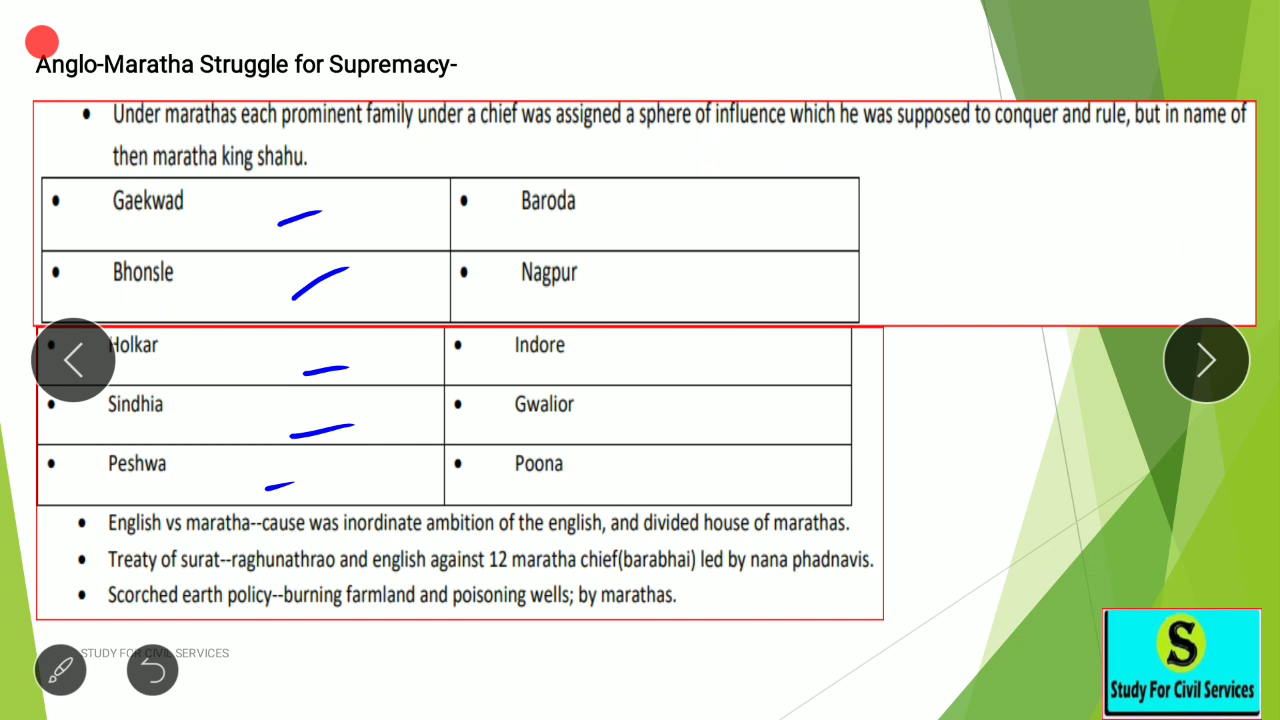 Anglo-Maratha Struggle for Supremacy-
• Under marathas each prominent family under a chief was assigned a sphere of influence which he was supposed to conquer and rule, but in name of
then maratha king shahu.
• Gaekwad • Baroda
• Bhonsle • Nagpur
• Holkar • Indore
• Sindhia • Gwalior
• Peshwa • Poona
• English vs maratha--cause was inordinate ambition of the english, and divided house of marathas.
• Treaty of surat--raghunathrao and english against 12 maratha chief(barabhai) led by nana phadnavis.
• Scorched earth policy--burning farmland and poisoning wells; by marathas.
STUDY FOR CIVIL SERVICES
S
Study For Civil Services